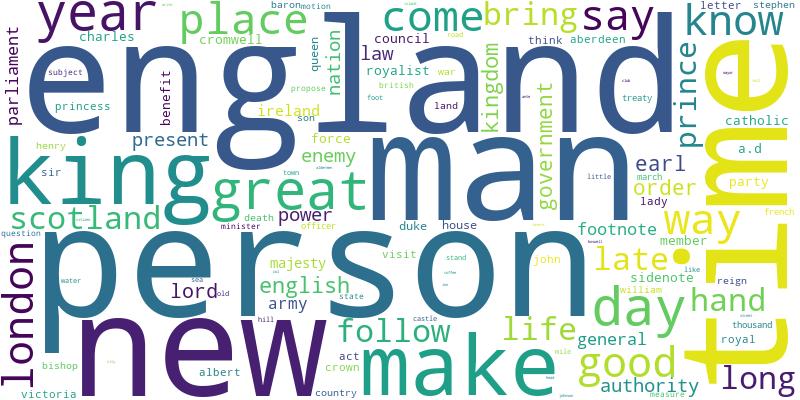 year
place
charles
cromwell
baron
motion
come
council
law
queen
nation
royalist
bring
say
think
aberdeen
letter
stephen
road
know
parliament
england
subject
princess
benefit
ireland
war
british
propose
foot
son
land
kingdom
treaty
club
prince
time
catholic
a.d
henry
present
sir
king
great
force
enemy
town
man
government
little
earl
lady
march
order
party
french
scotland
death
power
minister
officer
duke
house
footnote
member
way
question
person
majesty
visit
stand
john
late
sidenote
like
london
water
lord
old
sea
english
army
state
coffee
william
reign
day
hand
thousand
royal
new
hill
castle
follow
life
general
mile
bishop
albert
act
crown
country
make
good
authority
measure
long
victoria